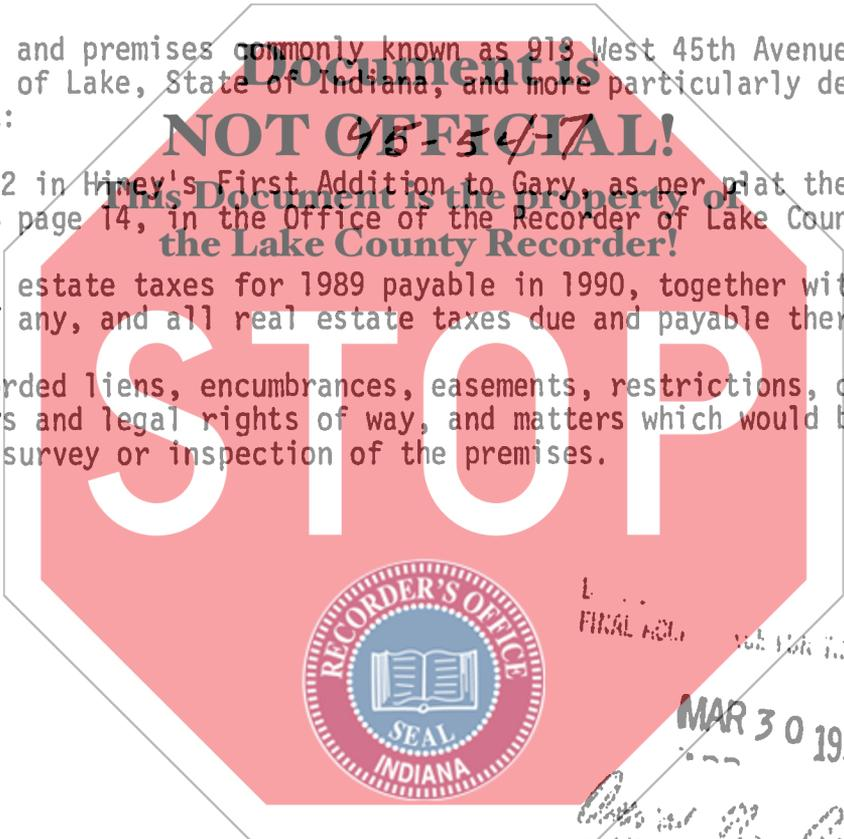 and premises commonly known as 913 West 45th Avenue
of Lake, State of Indiana, and more particularly de
:
Document is
NOT OFFICIAL!
45-54-7
2 in Hiney's First Addition to Gary, as per plat the
This Document is the property of
page 14, in the Office of the Recorder of Lake Coun
the Lake County Recorder!
estate taxes for 1989 payable in 1990, together wit
any, and all real estate taxes due and payable ther
STOP
rded liens, encumbrances, easements, restrictions,
s and legal rights of way, and matters which would b
survey or inspection of the premises.
RECORDER'S OFFICE
SEAL
INDIANA
FINAL
MAR 30 19